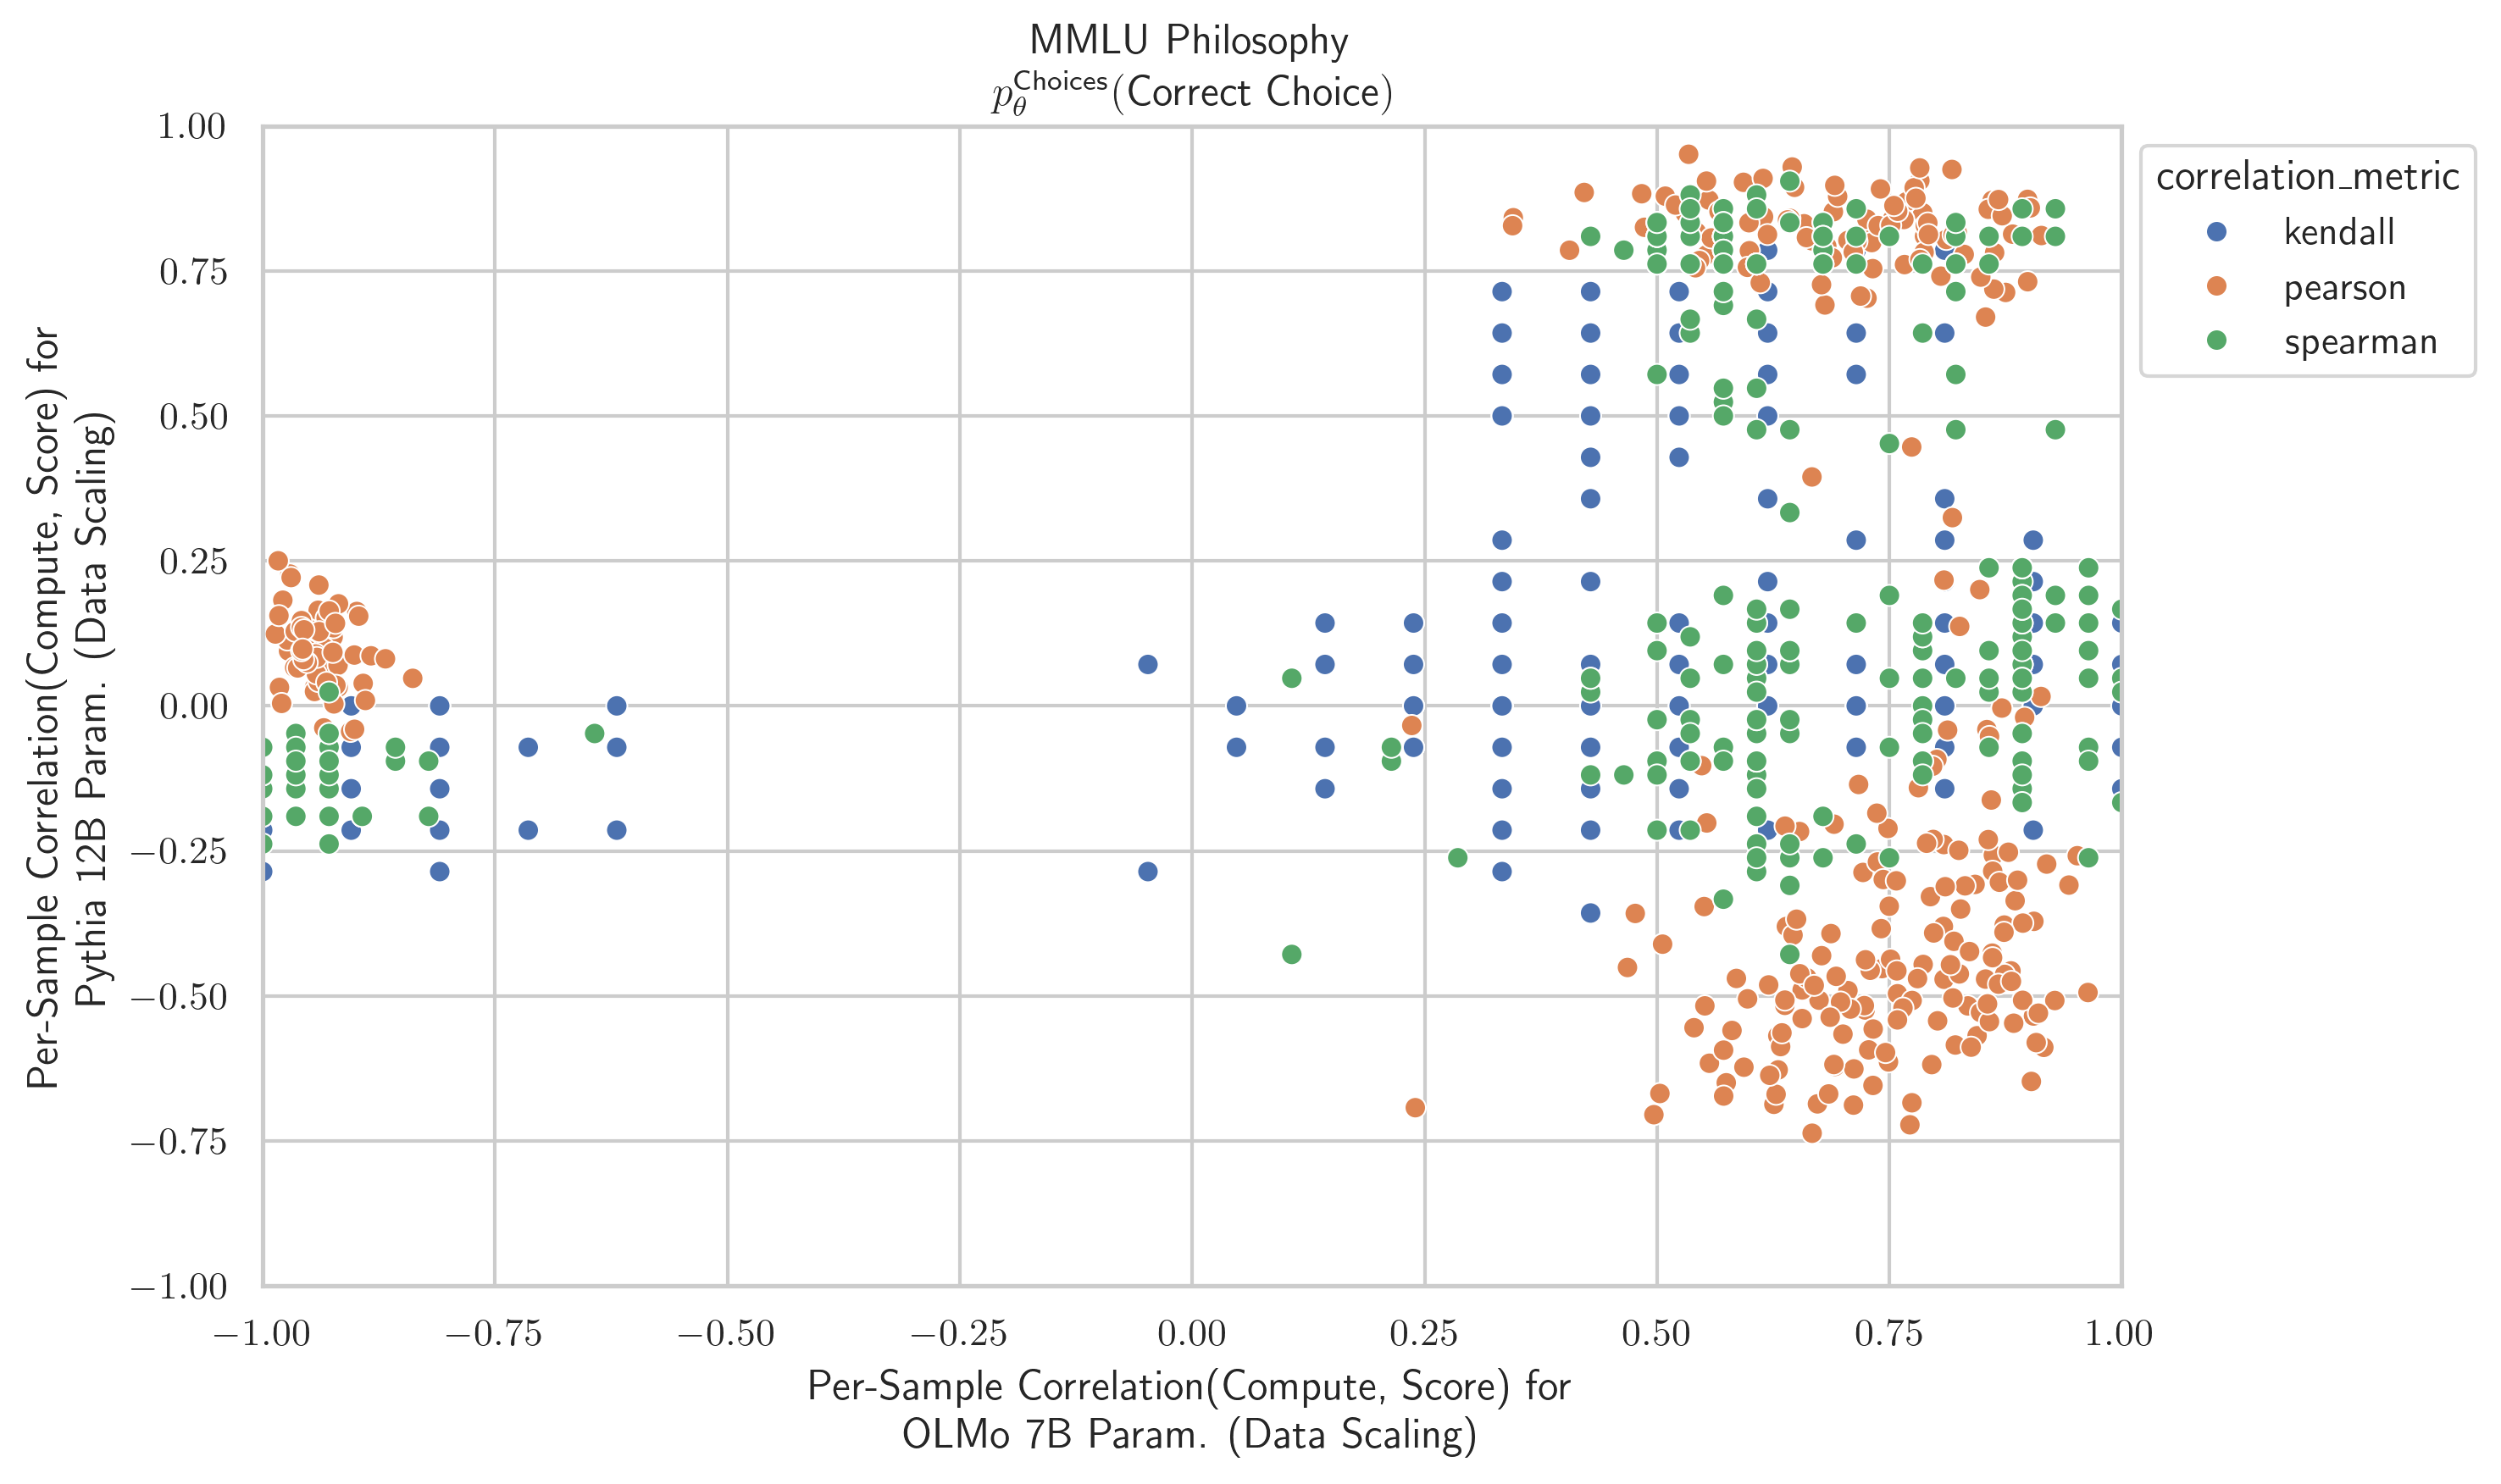 MMLU Philosophy
p_θ^Choices(Correct Choice)
1.00
0.75
0.50
0.25
0.00
−0.25
−0.50
−0.75
−1.00
Per-Sample Correlation(Compute, Score) for
Pythia 12B Param. (Data Scaling)
−1.00 −0.75 −0.50 −0.25 0.00 0.25 0.50 0.75 1.00
Per-Sample Correlation(Compute, Score) for
OLMo 7B Param. (Data Scaling)
correlation_metric
kendall
pearson
spearman